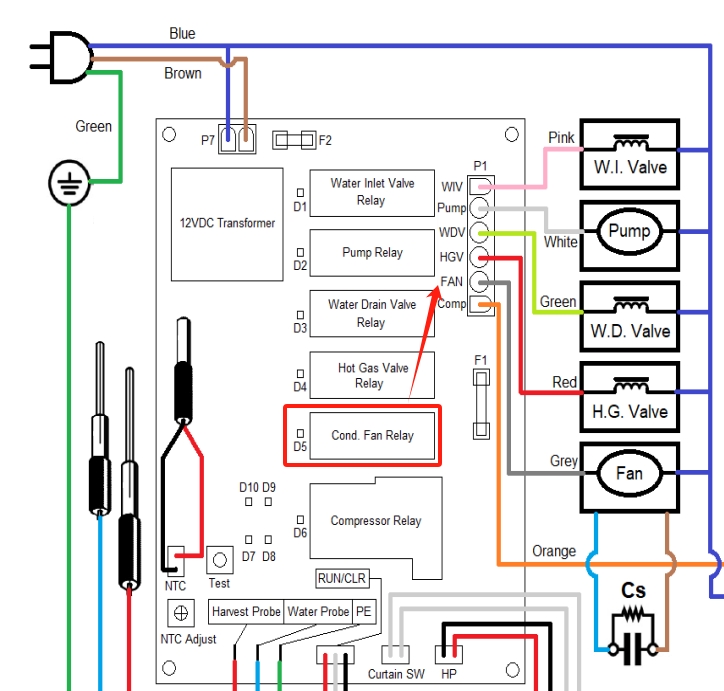 Blue
Brown
Green
P7
F2
P1
Pink
W.I. Valve
12VDC Transformer
D1
Water Inlet Valve
Relay
WIV
Pump
White
Pump
D2
Pump Relay
WDV
HGV
FAN
Comp
Green
W.D. Valve
D3
Water Drain Valve
Relay
D4
Hot Gas Valve
Relay
F1
Red
H.G. Valve
D5
Cond. Fan Relay
Grey
Fan
D10 D9
D7 D8
D6
Compressor Relay
Orange
NTC
Test
RUN/CLR
Cs
Harvest Probe
Water Probe
PE
NTC Adjust
Curtain SW
HP